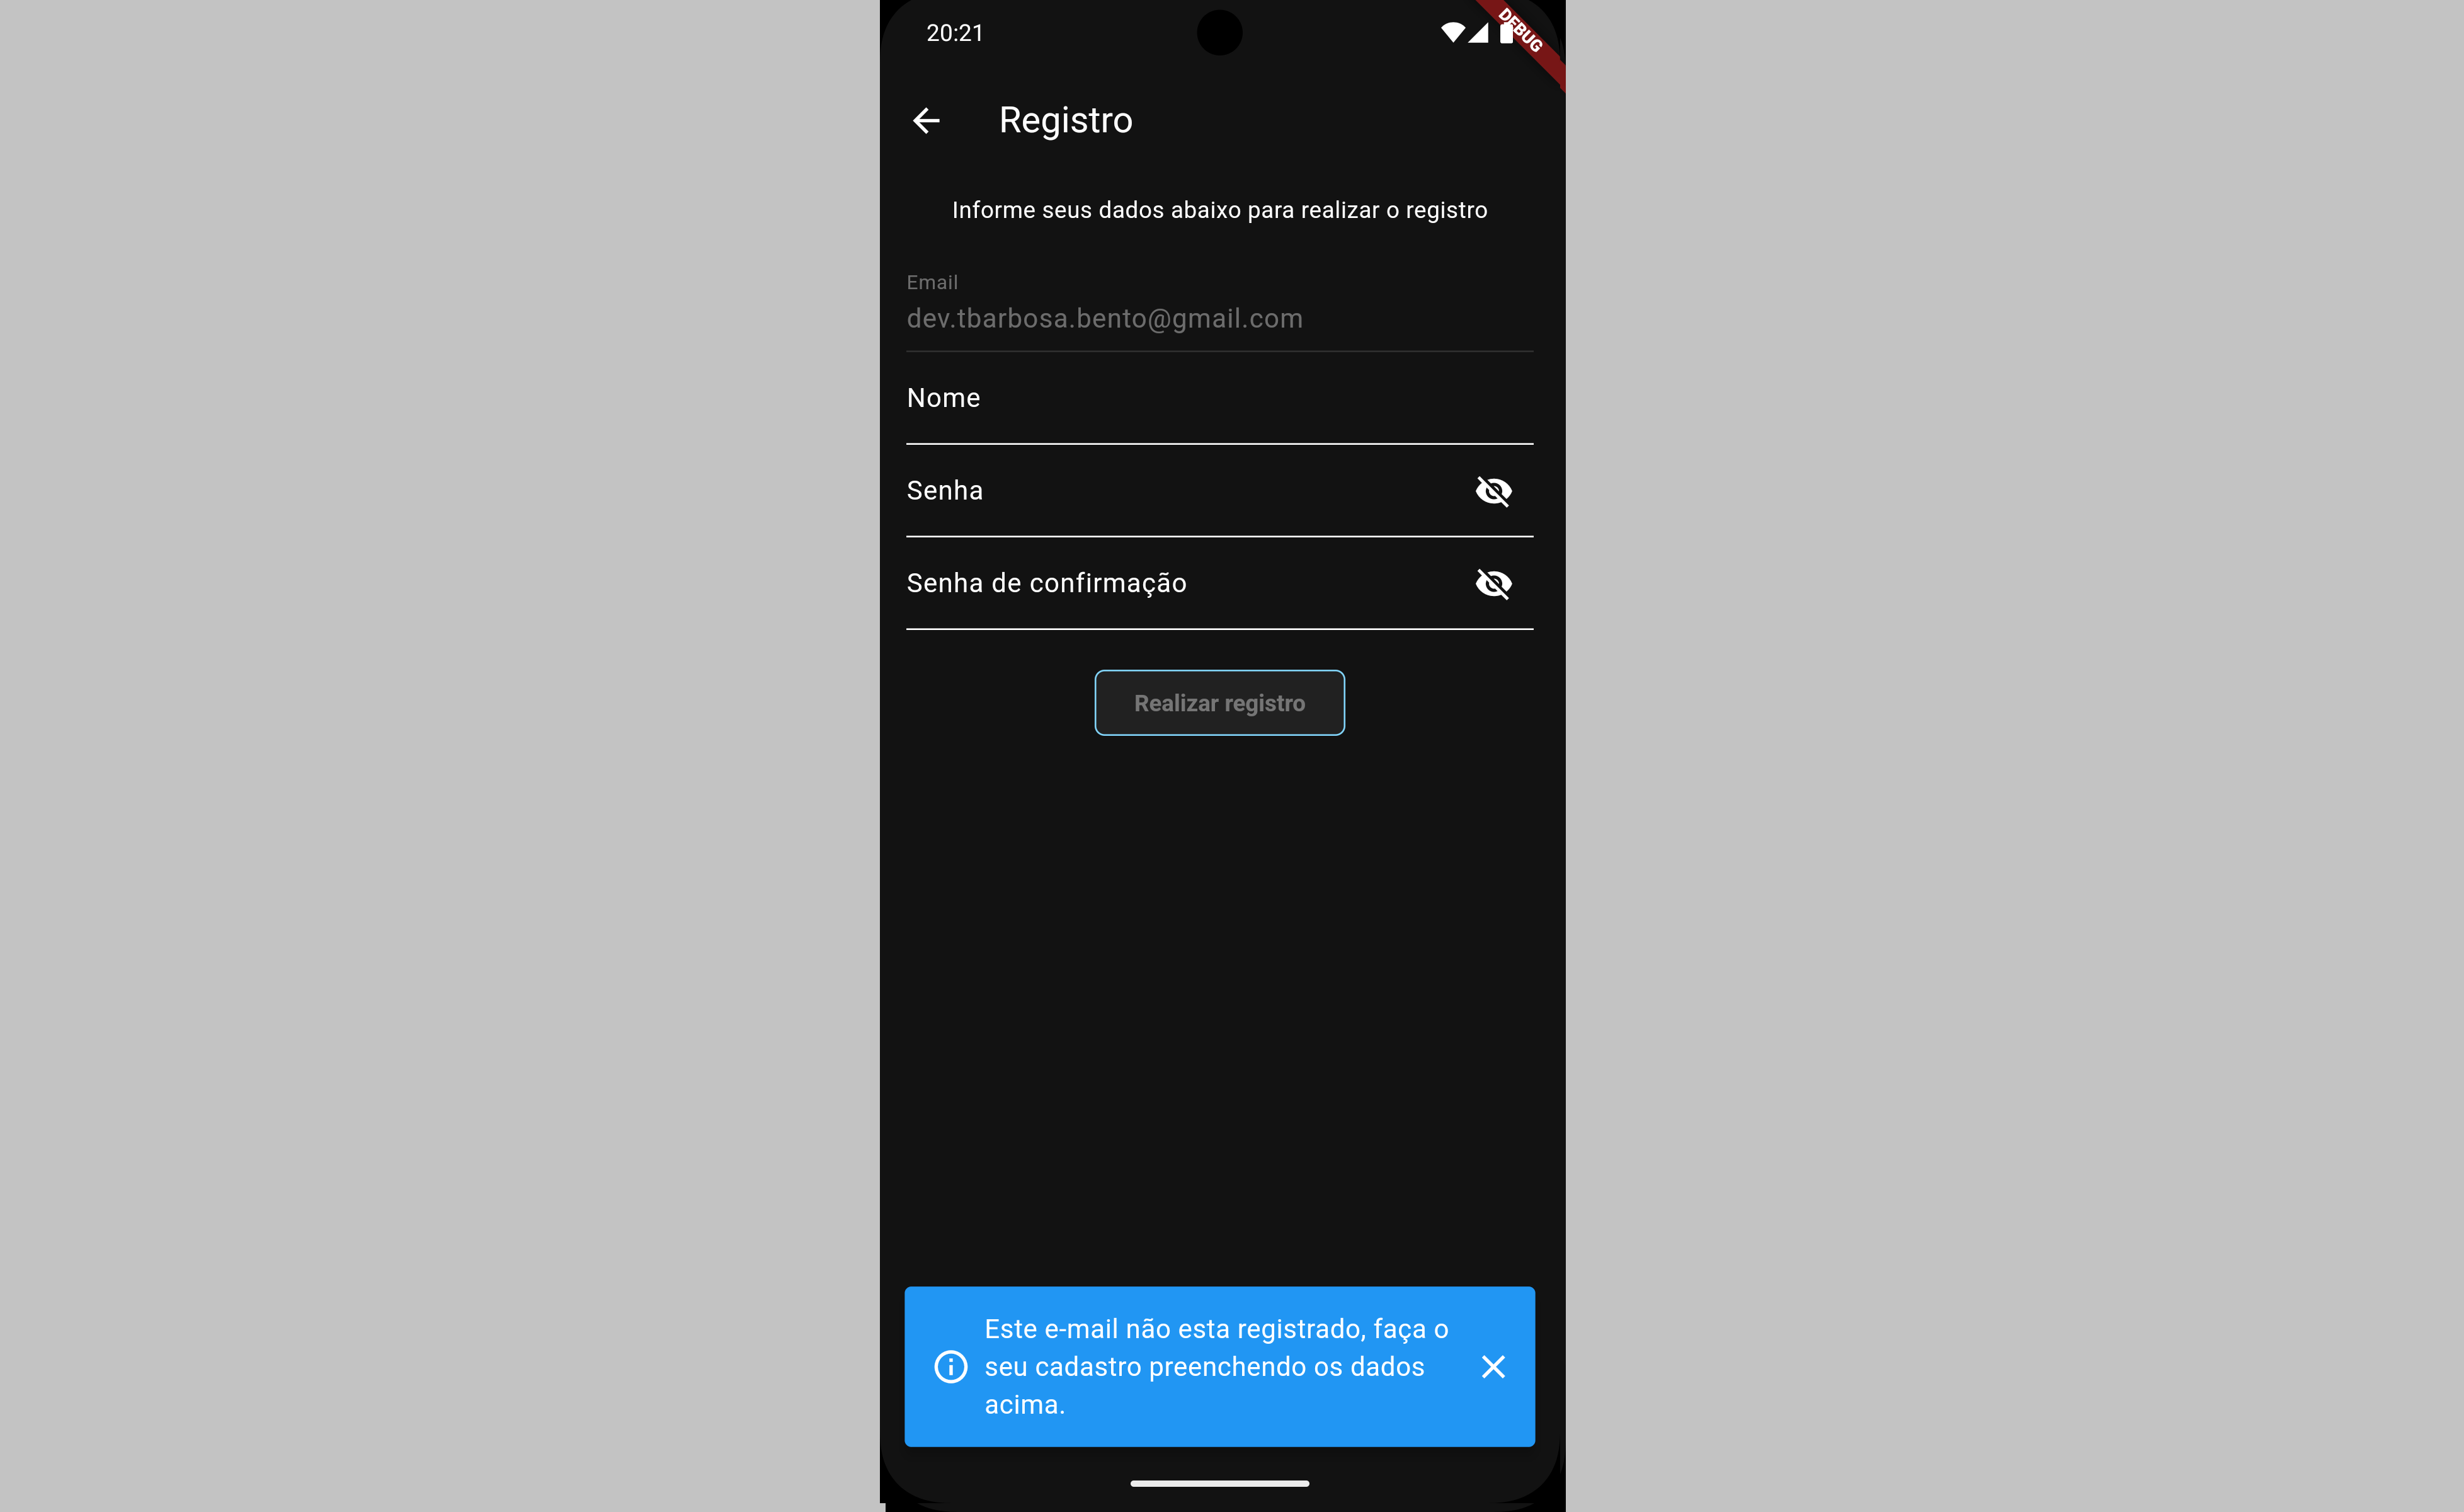 20:21
DEBUG
Registro
Informe seus dados abaixo para realizar o registro
Email
dev.tbarbosa.bento@gmail.com
Nome
Senha
Senha de confirmação
Realizar registro
Este e-mail não esta registrado, faça o
seu cadastro preenchendo os dados
acima.